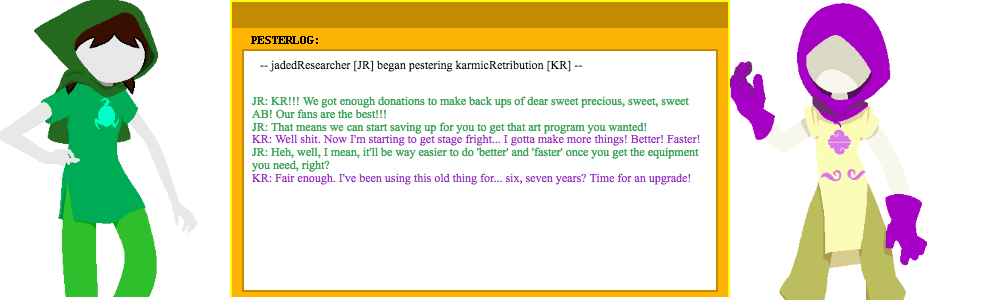 PESTERLOG:
-- jadedResearcher [JR] began pestering karmicRetribution [KR] --
JR: KR!!! We got enough donations to make back ups of dear sweet precious, sweet, sweet
AB! Our fans are the best!!!
JR: That means we can start saving up for you to get that art program you wanted!
KR: Well shit. Now I'm starting to get stage fright... I gotta make more things! Better! Faster!
JR: Heh, well, I mean, it'll be way easier to do 'better' and 'faster' once you get the equipment
you need, right?
KR: Fair enough. I've been using this old thing for... six, seven years? Time for an upgrade!